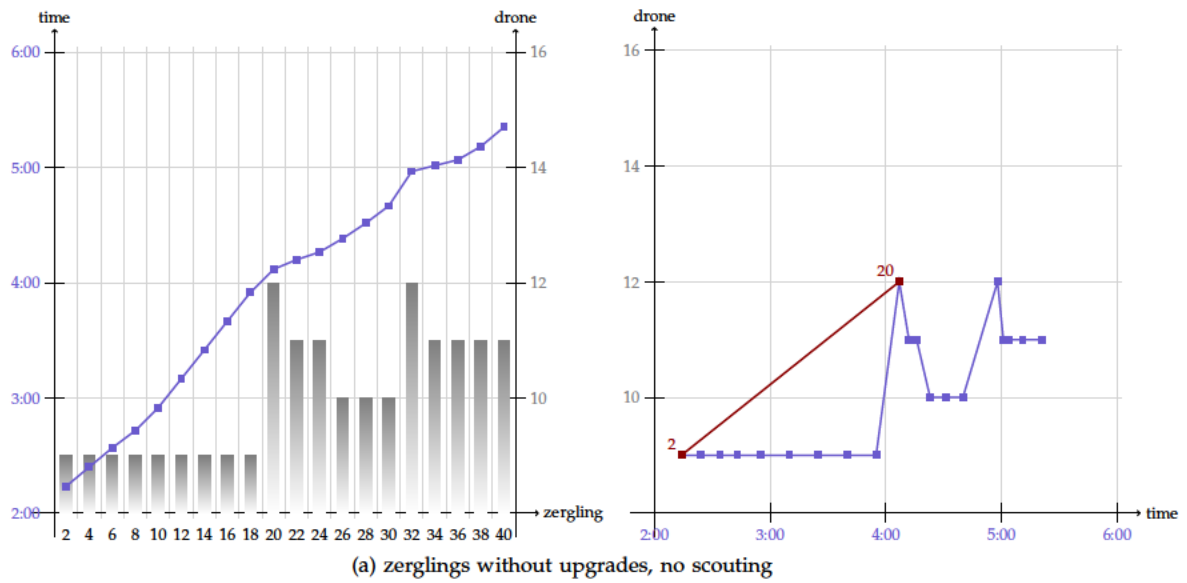 time drone
6:00 16
5:00 14
4:00 12
3:00 10
2:00
2 4 6 8 10 12 14 16 18 20 22 24 26 28 30 32 34 36 38 40
zergling
drone
16
14
12
10
20
2
2:00 3:00 4:00 5:00 6:00
time
(a) zerglings without upgrades, no scouting